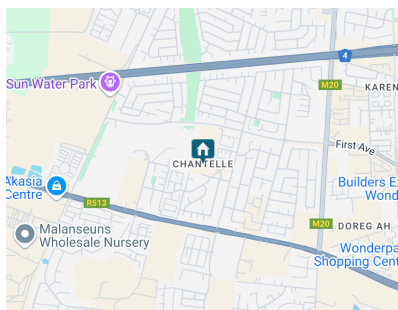 4
Sun Water Park
M20
KAREN
First Ave
CHANTELLE
Akasia
Centre
Builders E
Wond
R513
M20
DOREG AH
Malanseuns
Wholesale Nursery
Wonderpa
Shopping Cent